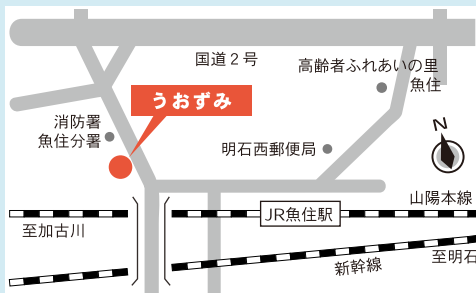 国道2号
高齢者ふれあいの里
魚住
うおずみ
消防署
魚住分署
明石西郵便局
N
山陽本線
JR魚住駅
至加古川
新幹線
至明石